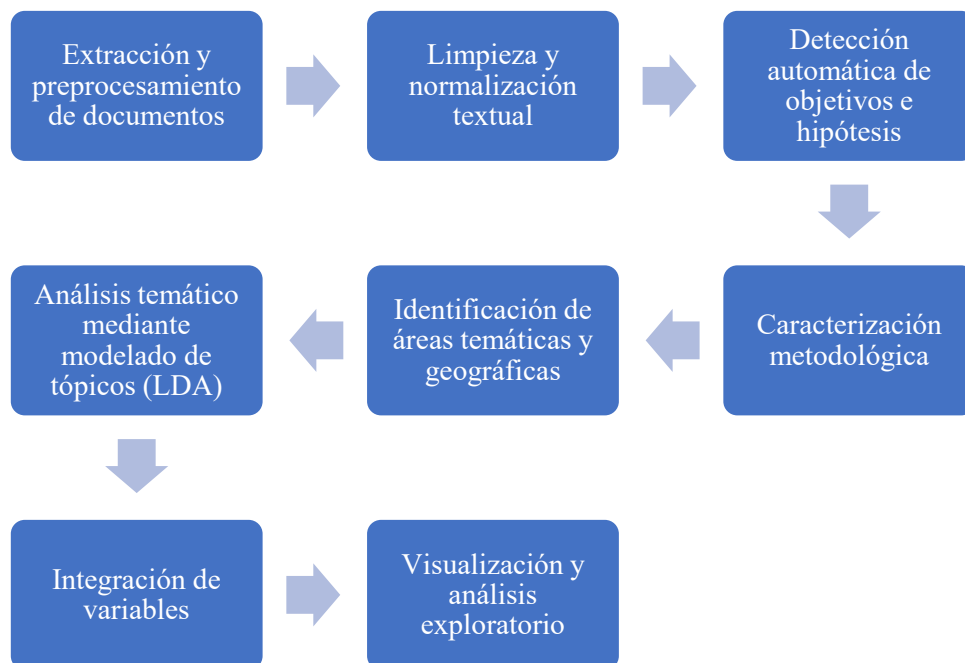 Extracción y
preprocesamiento
de documentos
Limpieza y
normalización
textual
Detección
automática de
objetivos e
hipótesis
Caracterización
metodológica
Identificación de
áreas temáticas y
geográficas
Análisis temático
mediante
modelado de
tópicos (LDA)
Integración de
variables
Visualización y
análisis
exploratorio